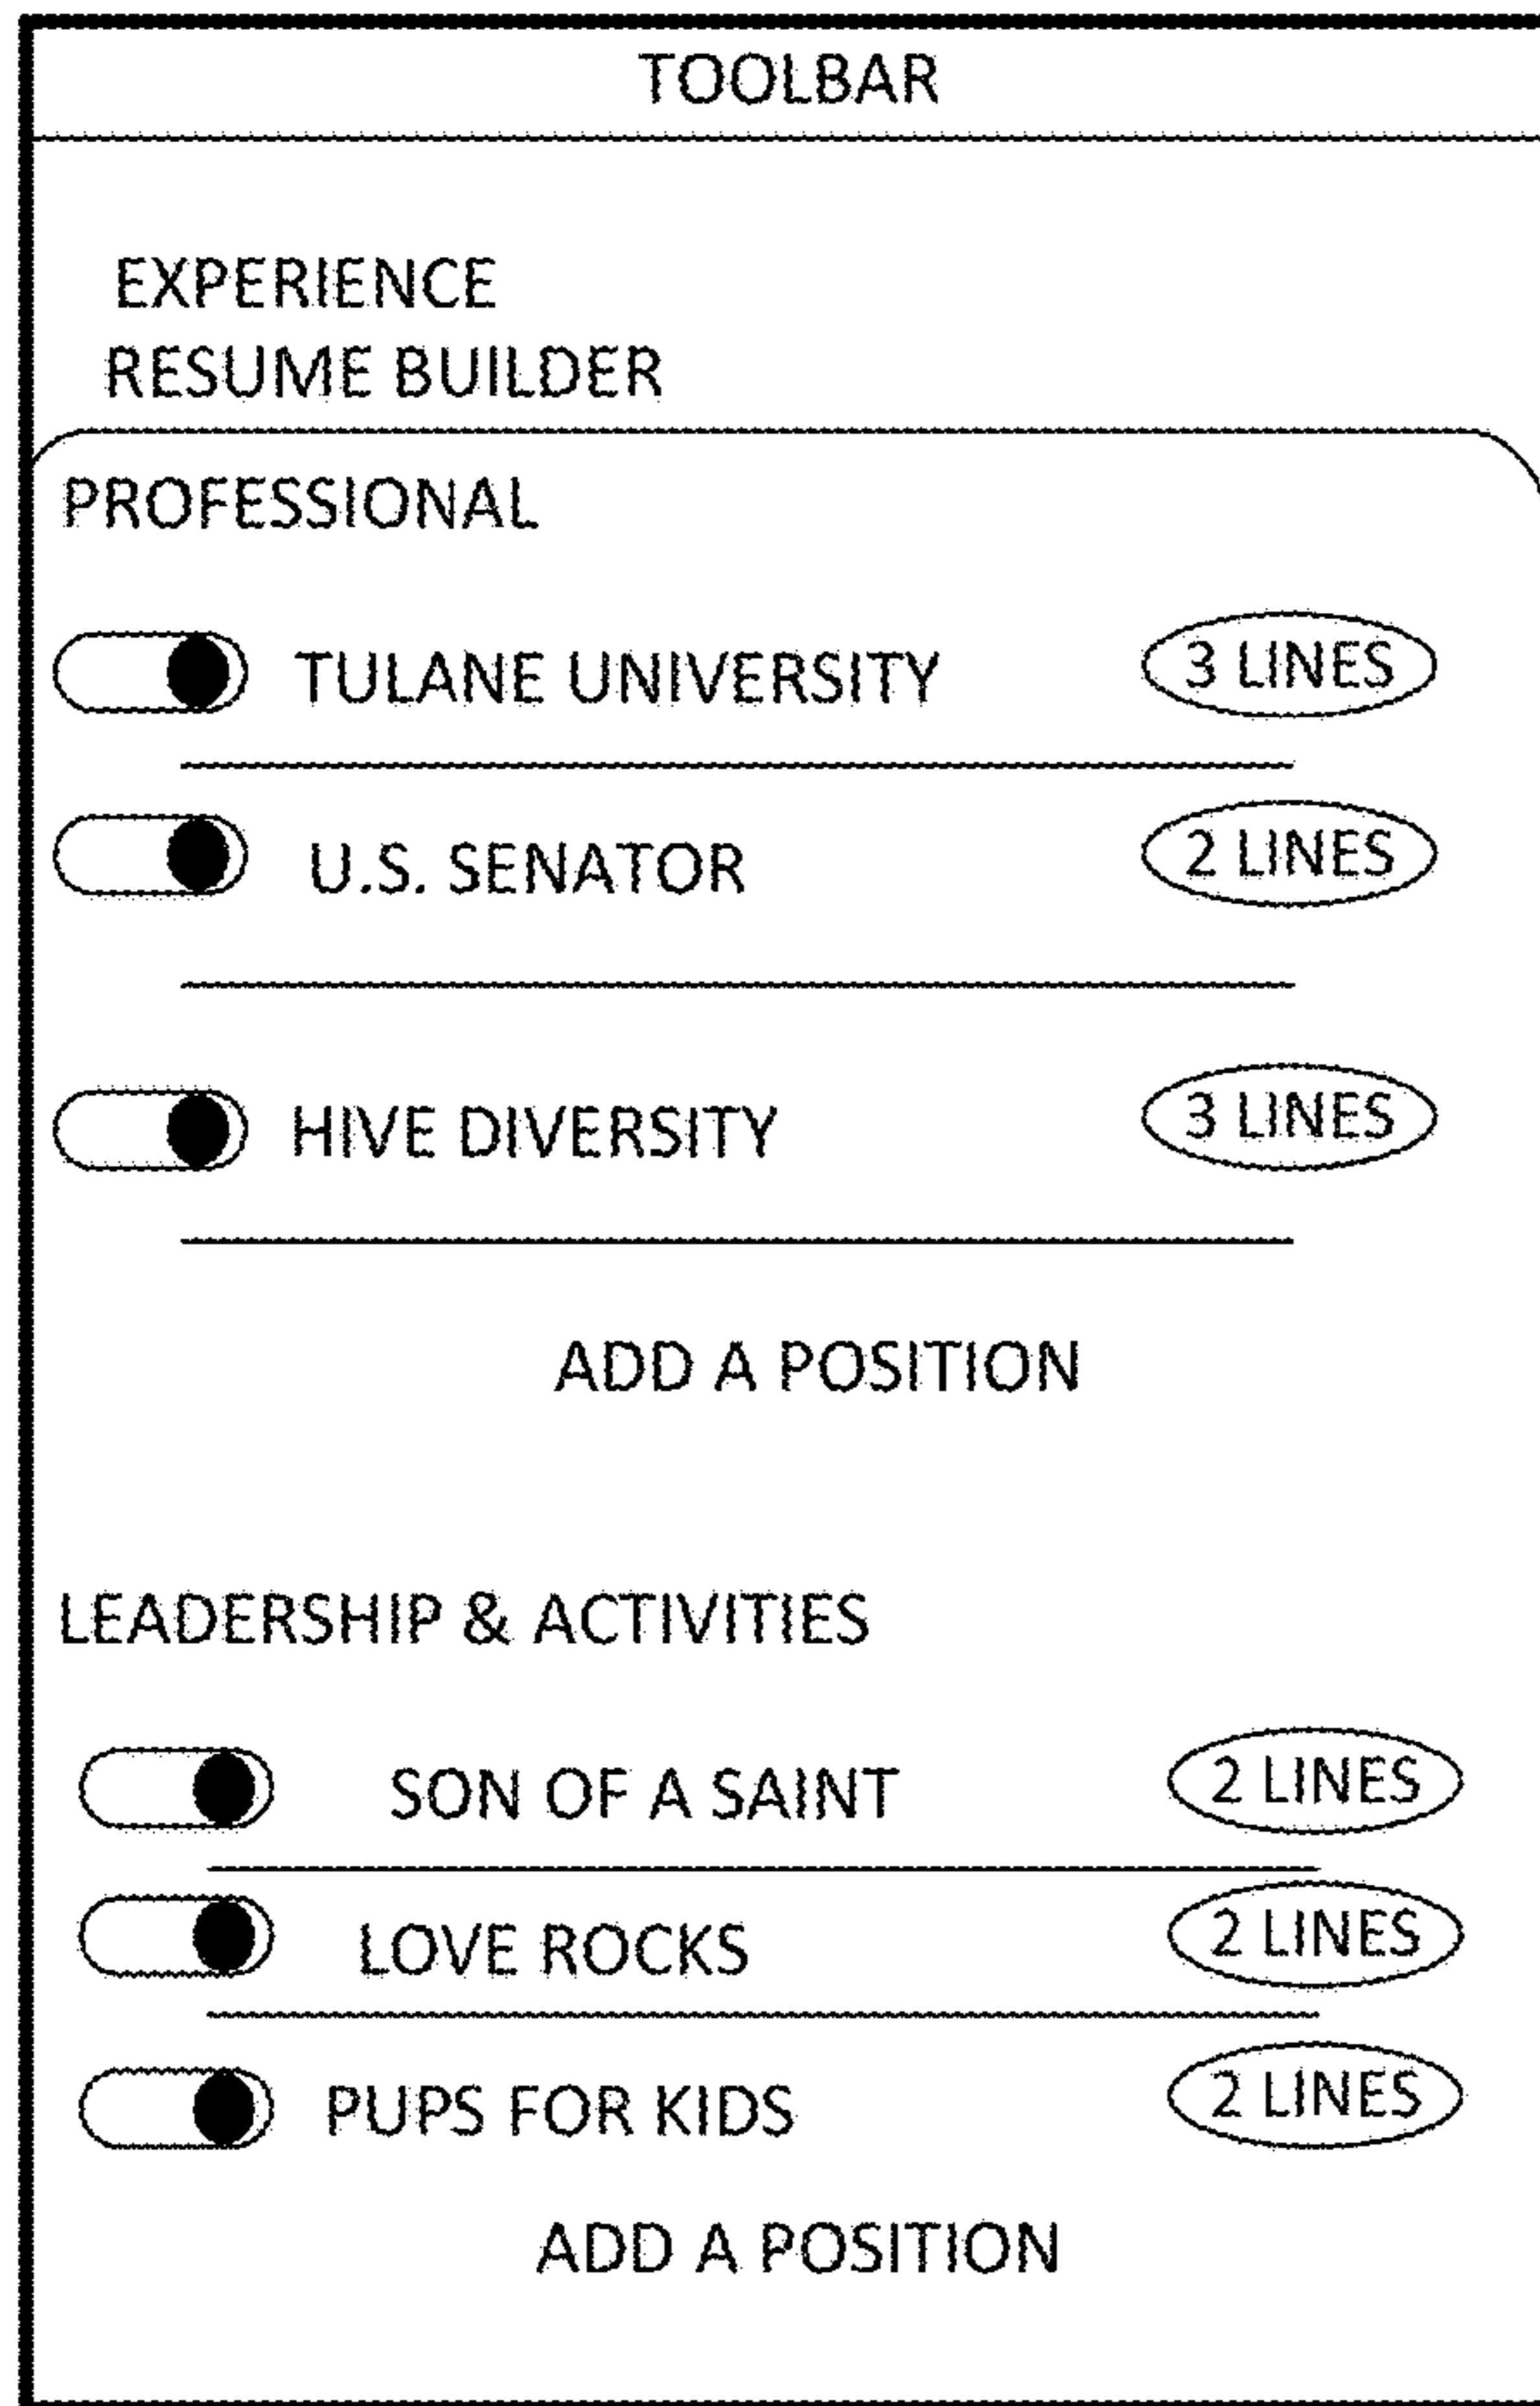 TOOLBAR
EXPERIENCE
RESUME BUILDER
PROFESSIONAL
TULANE UNIVERSITY 3 LINES
U.S. SENATOR 2 LINES
HIVE DIVERSITY 3 LINES
ADD A POSITION
LEADERSHIP & ACTIVITIES
SON OF A SAINT 2 LINES
LOVE ROCKS 2 LINES
PUPS FOR KIDS 2 LINES
ADD A POSITION